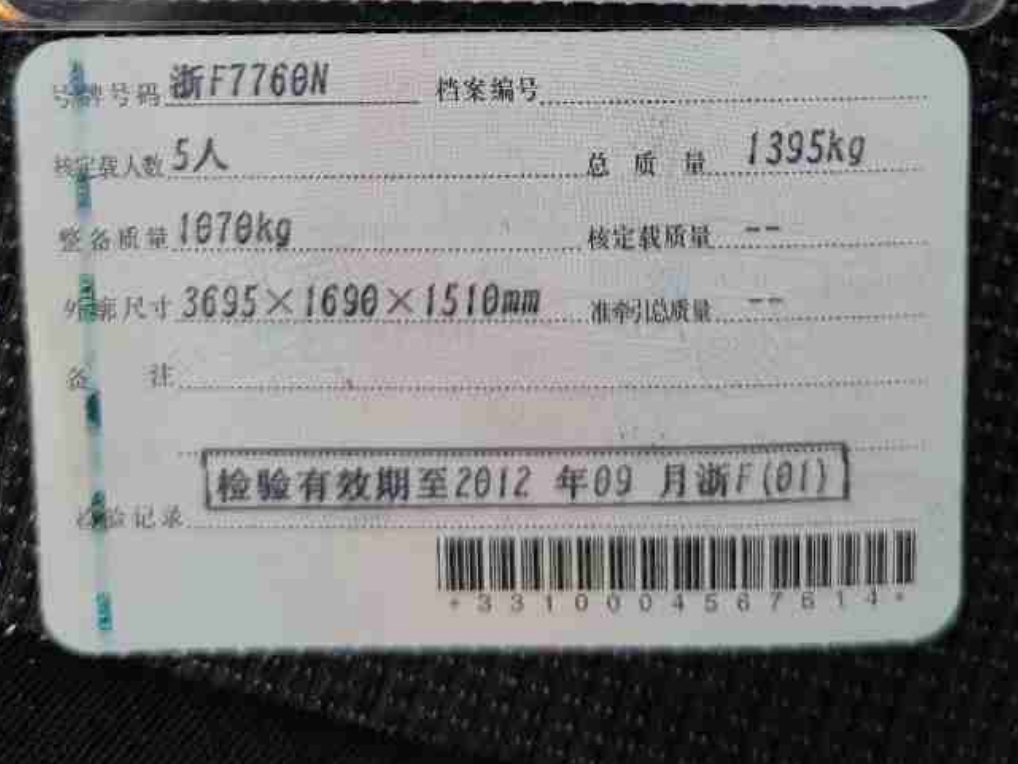 号牌号码 浙F7760N 档案编号
核定载人数 5人 总质量 1395kg
整备质量 1070kg 核定载质量 --
外廓尺寸 3695×1690×1510mm 准牵引总质量 --
备注
检验有效期至2012 年09 月浙F(01)
检验记录
*3310004567614*